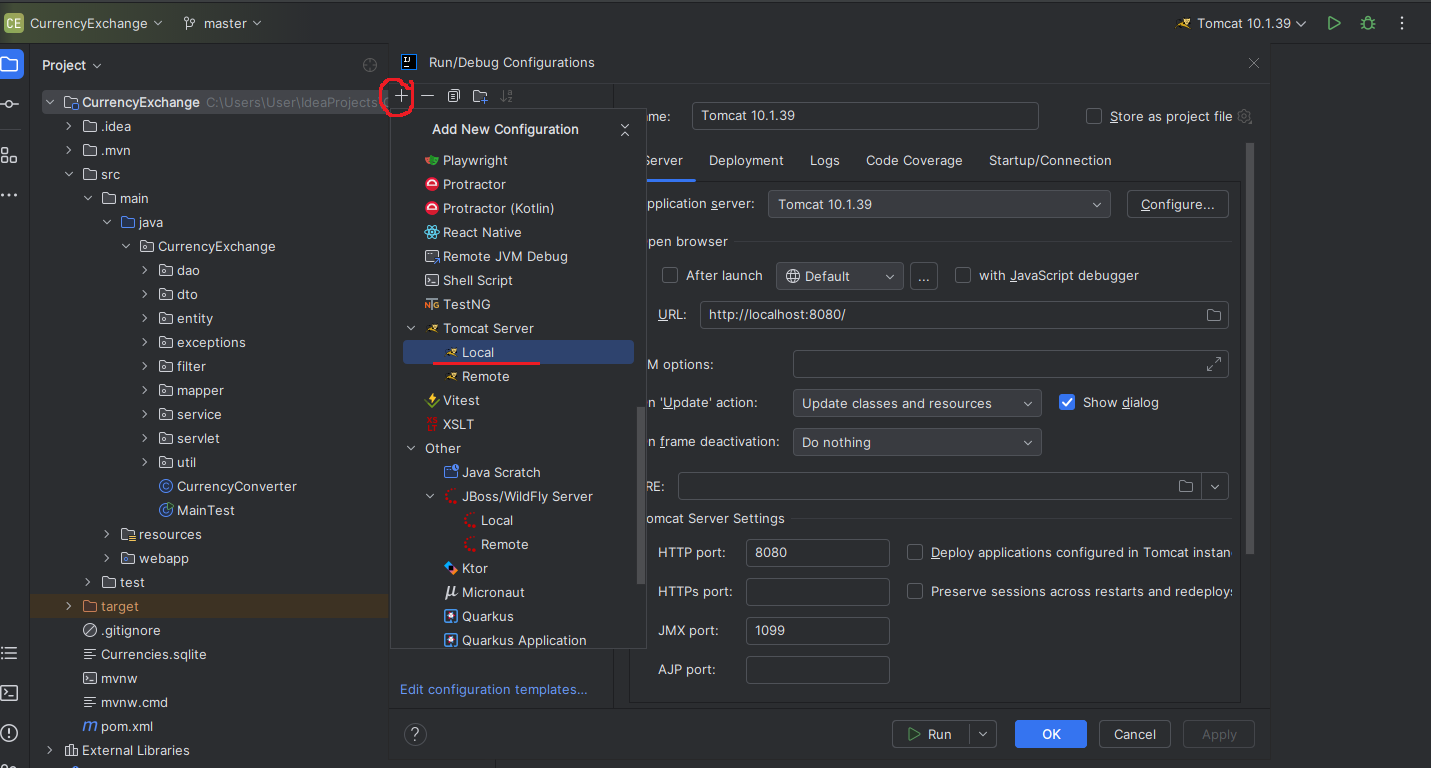 CE CurrencyExchange master Tomcat 10.1.39
Project
CurrencyExchange C:\Users\User\IdeaProjects
.idea
.mvn
src
main
java
CurrencyExchange
dao
dto
entity
exceptions
filter
mapper
service
servlet
util
CurrencyConverter
MainTest
resources
webapp
test
target
.gitignore
Currencies.sqlite
mvnw
mvnw.cmd
pom.xml
External Libraries
Run/Debug Configurations
Add New Configuration
Playwright
Protractor
Protractor (Kotlin)
React Native
Remote JVM Debug
Shell Script
TestNG
Tomcat Server
Local
Remote
Vitest
XSLT
Other
Java Scratch
JBoss/WildFly Server
Local
Remote
Ktor
Micronaut
Quarkus
Quarkus Application
Edit configuration templates...
me: Tomcat 10.1.39 Store as project file
Server Deployment Logs Code Coverage Startup/Connection
pplication server: Tomcat 10.1.39 Configure...
pen browser
After launch Default ... with JavaScript debugger
URL: http://localhost:8080/
M options:
n 'Update' action: Update classes and resources Show dialog
n frame deactivation: Do nothing
RE:
omcat Server Settings
HTTP port: 8080 Deploy applications configured in Tomcat instan
HTTPs port: Preserve sessions across restarts and redeploys
JMX port: 1099
AJP port:
? Run OK Cancel Apply